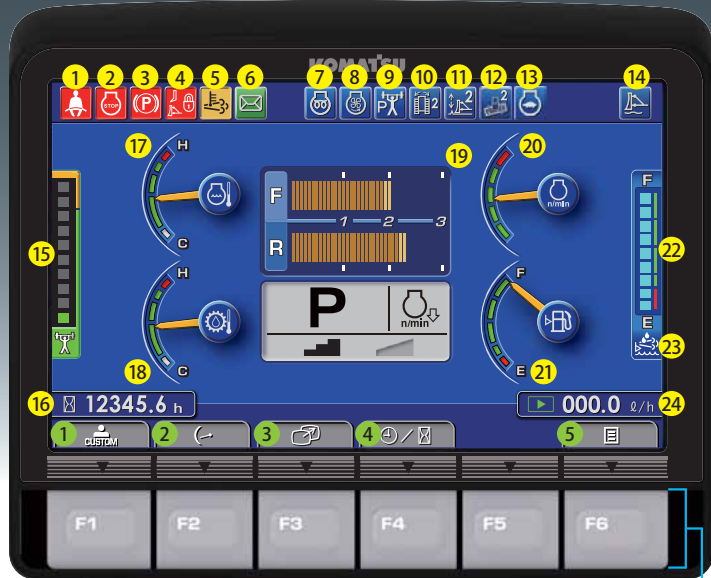 KOMATSU
1 2 3 4 5 6 7 8 9 10 11 12 13 14
STOP P P 2 2 2
17 H 19 20
F n/min F
15 1 2 3 22
R
C
H P n/min F E
23
18 C E 21
16 12345.6 h 000.0 ℓ/h 24
1 CUSTOM 2 3 4 / 5
F1 F2 F3 F4 F5 F6